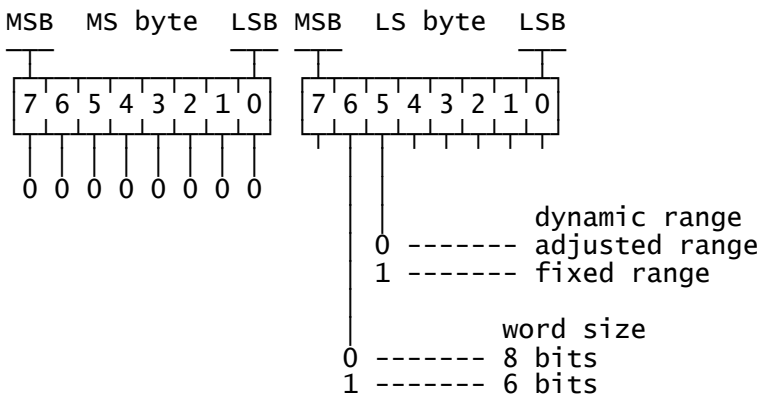 MSB MS byte LSB MSB LS byte LSB
7 6 5 4 3 2 1 0 7 6 5 4 3 2 1 0
0 0 0 0 0 0 0 0
dynamic range
0 ------- adjusted range
1 ------- fixed range
word size
0 ------- 8 bits
1 ------- 6 bits